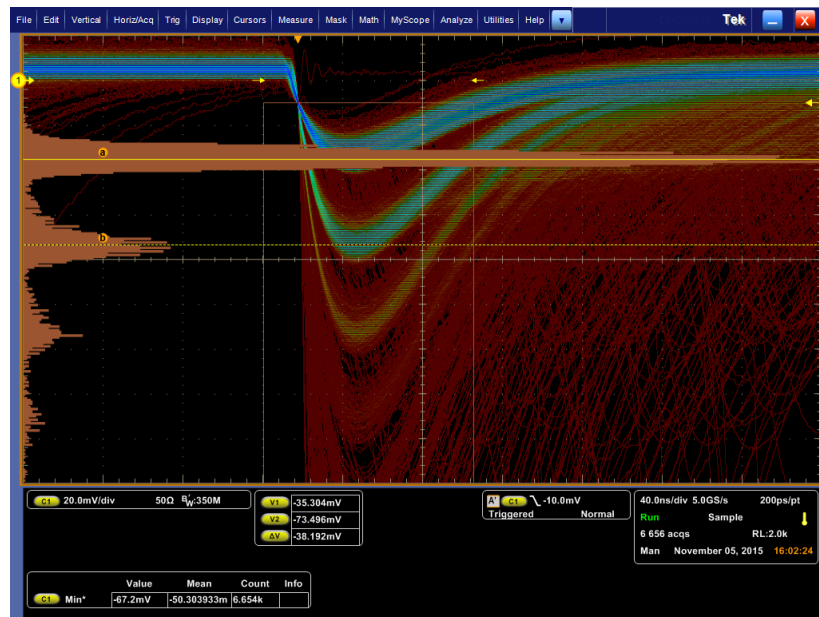 File Edit Vertical Horiz/Acq Trig Display Cursors Measure Mask Math MyScope Analyze Utilities Help Tek X
1
a
b
C1 20.0mV/div 50Ω BW:350M
V1 -35.304mV
V2 -73.496mV
ΔV -38.192mV
A' C1 -10.0mV
Triggered Normal
40.0ns/div 5.0GS/s 200ps/pt
Run Sample
6 656 acqs RL:2.0k
Man November 05, 2015 16:02:24
Value Mean Count Info
C1 Min* -67.2mV -50.303933m 6.654k